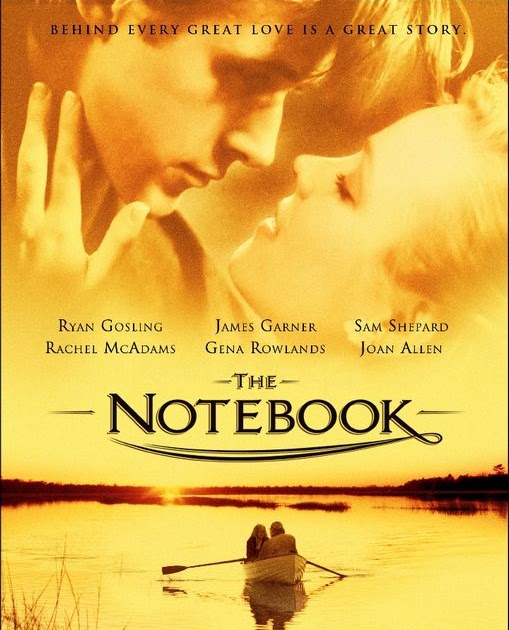 BEHIND EVERY GREAT LOVE IS A GREAT STORY.
RYAN GOSLING JAMES GARNER SAM SHEPARD
RACHEL MCADAMS GENA ROWLANDS JOAN ALLEN
THE
NOTEBOOK